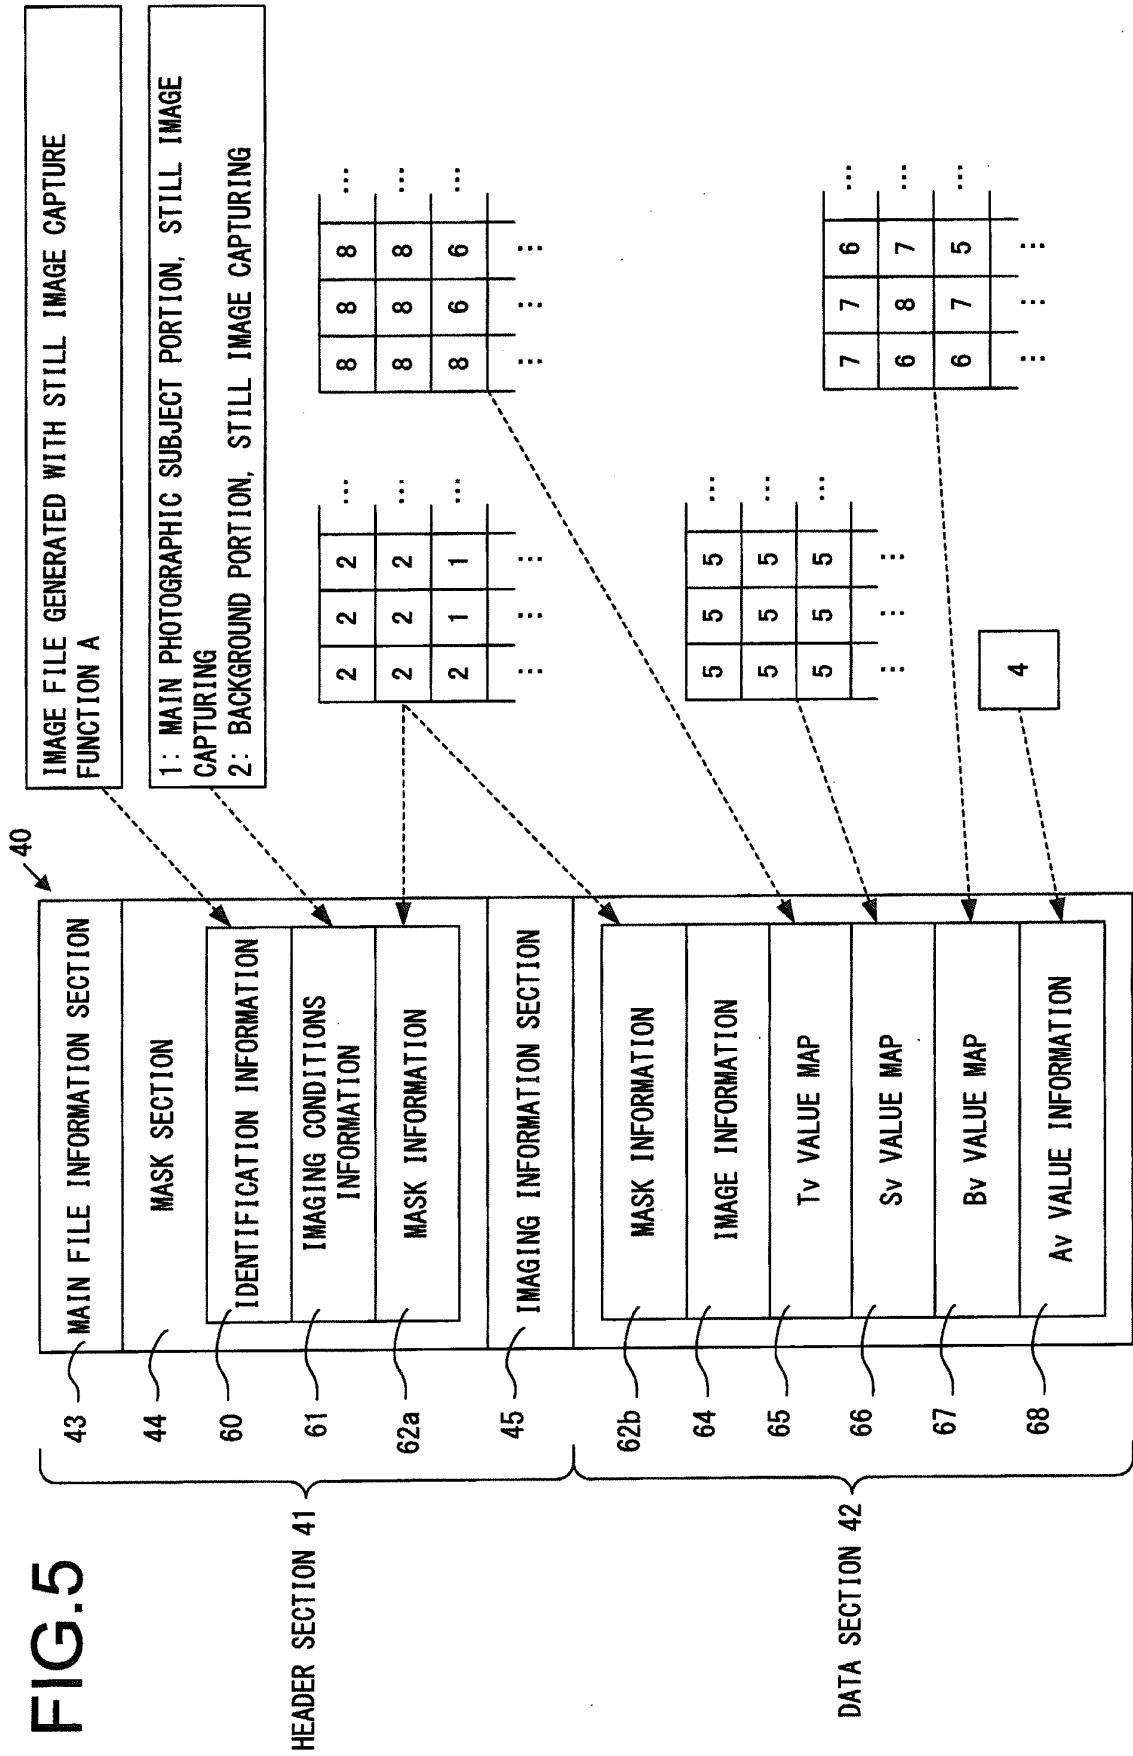 FIG.5
40
HEADER SECTION 41
43
MAIN FILE INFORMATION SECTION
44
MASK SECTION
60
IDENTIFICATION INFORMATION
61
IMAGING CONDITIONS
INFORMATION
62a
MASK INFORMATION
45
IMAGING INFORMATION SECTION
DATA SECTION 42
62b
MASK INFORMATION
64
IMAGE INFORMATION
65
Tv VALUE MAP
66
Sv VALUE MAP
67
Bv VALUE MAP
68
Av VALUE INFORMATION
IMAGE FILE GENERATED WITH STILL IMAGE CAPTURE
FUNCTION A
1: MAIN PHOTOGRAPHIC SUBJECT PORTION, STILL IMAGE
CAPTURING
2: BACKGROUND PORTION, STILL IMAGE CAPTURING
2 2 2 ...
2 2 2 ...
2 1 1 ...
... ... ...
8 8 8 ...
8 8 8 ...
8 6 6 ...
... ... ...
5 5 5 ...
5 5 5 ...
5 5 5 ...
... ... ...
7 7 6 ...
6 8 7 ...
6 7 5 ...
... ... ...
4